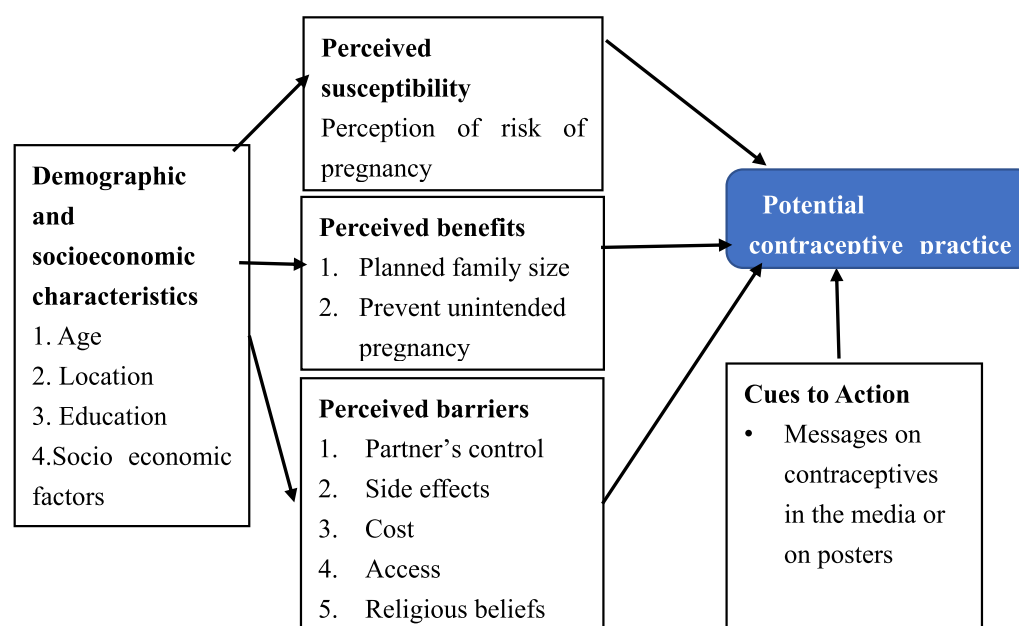 Demographic
and
socioeconomic
characteristics
1. Age
2. Location
3. Education
4.Socio economic
factors
Perceived
susceptibility
Perception of risk of
pregnancy
Perceived benefits
1. Planned family size
2. Prevent unintended
pregnancy
Perceived barriers
1. Partner’s control
2. Side effects
3. Cost
4. Access
5. Religious beliefs
Potential
contraceptive practice
Cues to Action
• Messages on
contraceptives
in the media or
on posters